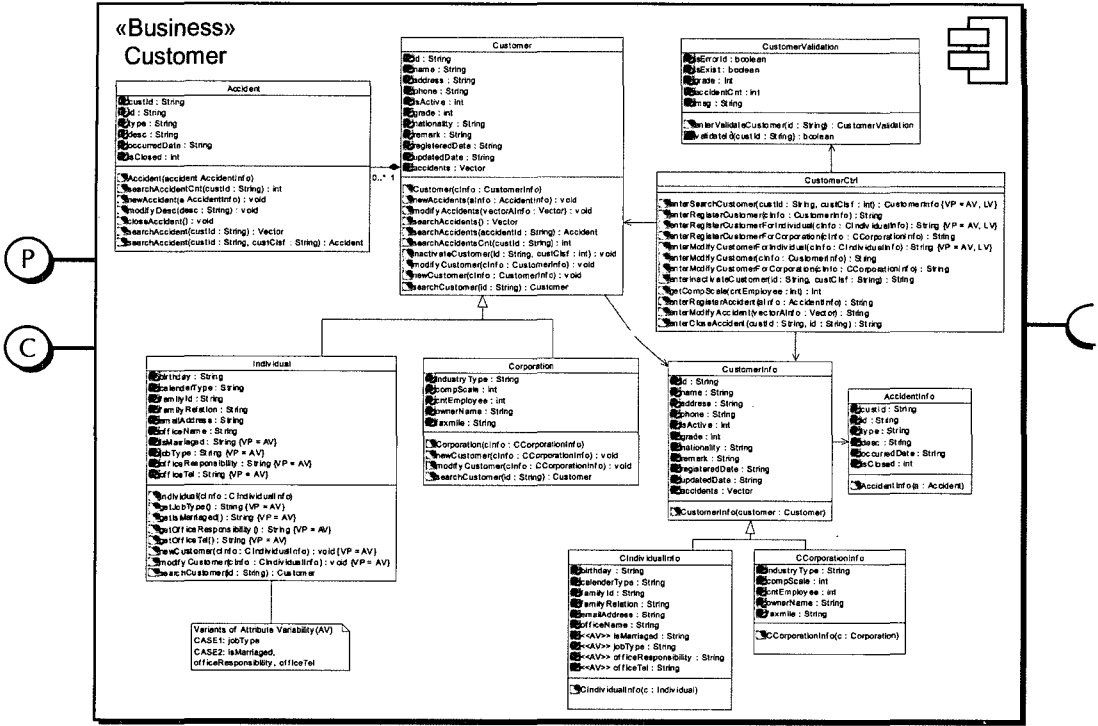 «Business»
Customer
P
C
Accident
custId : String
id : String
type : String
desc : String
occurredDate : String
isClosed : int
Accident(accident AccidentInfo)
searchAccidentCnt(custId : String) : int
newAccident(a AccidentInfo) : void
modifyDesc(desc : String) : void
closeAccident() : void
searchAccident(custId : String) : Vector
searchAccident(custId : String, custClsf : String) : Accident
0..* 1
Customer
id : String
name : String
address : String
phone : String
isActive : int
grade : int
nationality : String
remark : String
registeredDate : String
updatedDate : String
accidents : Vector
Customer(cInfo : CustomerInfo)
newAccidents(aInfo : AccidentInfo) : void
modifyAccidents(vectorAInfo : Vector) : void
searchAccidents() : Vector
searchAccidents(accidentId : String) : Accident
searchAccidentsCnt(custId : String) : int
inactivateCustomer(id : String, custClsf : int) : void
modifyCustomer(cInfo : CustomerInfo) : void
newCustomer(cInfo : CustomerInfo) : void
searchCustomer(id : String) : Customer
CustomerValidation
isErrorId : boolean
isExist : boolean
grade : int
accidentCnt : int
msg : String
enterValidateCustomer(id : String) : CustomerValidation
validateId(custId : String) : boolean
CustomerCtrl
enterSearchCustomer(custId : String, custClsf : int) : CustomerInfo {VP = AV, LV}
enterRegisterCustomer(cInfo : CustomerInfo) : String
enterRegisterCustomerForIndividual(cInfo : CIndividualInfo) : String {VP = AV, LV}
enterRegisterCustomerForCorporation(cInfo : CCorporationInfo) : String
enterModifyCustomerForIndividual(cInfo : CIndividualInfo) : String {VP = AV, LV}
enterModifyCustomer(cInfo : CustomerInfo) : String
enterModifyCustomerForCorporation(cInfo : CCorporationInfo) : String
enterInactivateCustomer(id : String, custClsf : String) : String
getCompScale(cntEmployee : int) : int
enterRegisterAccident(aInfo : AccidentInfo) : String
enterModifyAccident(vectorAInfo : Vector) : String
enterCloseAccident(custId : String, id : String) : String
Individual
birthday : String
calenderType : String
familyId : String
familyRelation : String
emailAddress : String
officeName : String
isMarriaged : String {VP = AV}
jobType : String {VP = AV}
officeResponsibility : String {VP = AV}
officeTel : String {VP = AV}
Individual(cInfo : CIndividualInfo)
getJobType() : String {VP = AV}
getIsMarriaged() : String {VP = AV}
getOfficeResponsibility () : String {VP = AV}
getOfficeTel() : String {VP = AV}
newCustomer(cInfo : CIndividualInfo) : void {VP = AV}
modifyCustomer(cInfo : CIndividualInfo) : void {VP = AV}
searchCustomer(id : String) : Customer
Corporation
industryType : String
compScale : int
cntEmployee : int
ownerName : String
faxmile : String
Corporation(cInfo : CCorporationInfo)
newCustomer(cInfo : CCorporationInfo) : void
modifyCustomer(cInfo : CCorporationInfo) : void
searchCustomer(id : String) : Customer
CustomerInfo
id : String
name : String
address : String
phone : String
isActive : int
grade : int
nationality : String
remark : String
registeredDate : String
updatedDate : String
accidents : Vector
CustomerInfo(customer : Customer)
AccidentInfo
custId : String
id : String
type : String
desc : String
occuredDate : String
isClosed : int
AccidentInfo(a : Accident)
Variants of Attribute Variability(AV)
CASE1: jobType
CASE2: isMarriaged,
officeResponsibility, officeTel
CIndividualInfo
birthday : String
calenderType : String
familyId : String
familyRelation : String
emailAddress : String
officeName : String
<<AV>> isMarriaged : String
<<AV>> jobType : String
<<AV>> officeResponsibility : String
<<AV>> officeTel : String
CIndividualInfo(c : Individual)
CCorporationInfo
industryType : String
compScale : int
cntEmployee : int
ownerName : String
faxmile : String
CCorporationInfo(c : Corporation)